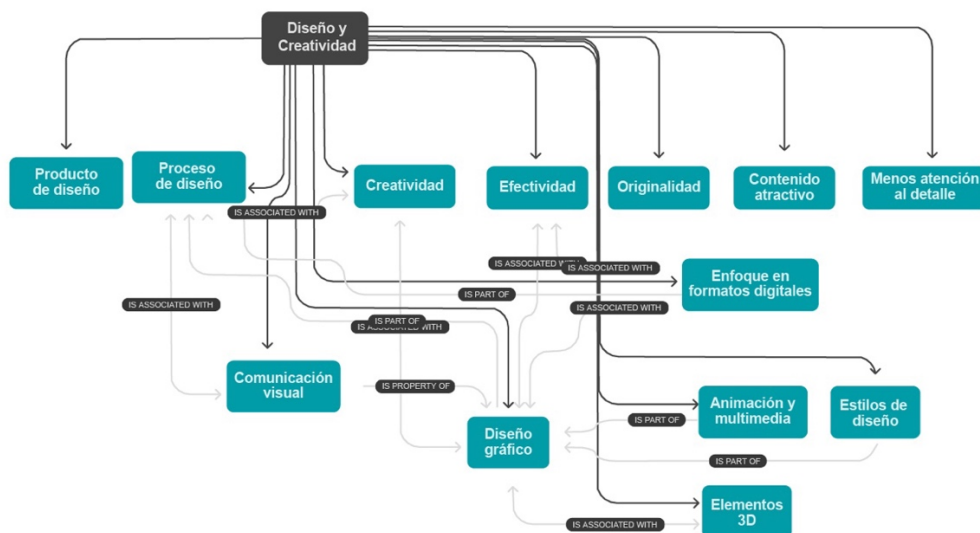 Diseño y
Creatividad
Producto
de diseño
Proceso
de diseño
Creatividad
Efectividad
Originalidad
Contenido
atractivo
Menos atención
al detalle
IS ASSOCIATED WITH
IS ASSOCIATED WITH
IS ASSOCIATED WITH
Enfoque en
formatos digitales
IS PART OF
IS ASSOCIATED WITH
IS ASSOCIATED WITH
IS PART OF
IS ASSOCIATED WITH
Comunicación
visual
IS PROPERTY OF
Diseño
gráfico
Animación y
multimedia
Estilos de
diseño
IS PART OF
IS PART OF
Elementos
3D
IS ASSOCIATED WITH